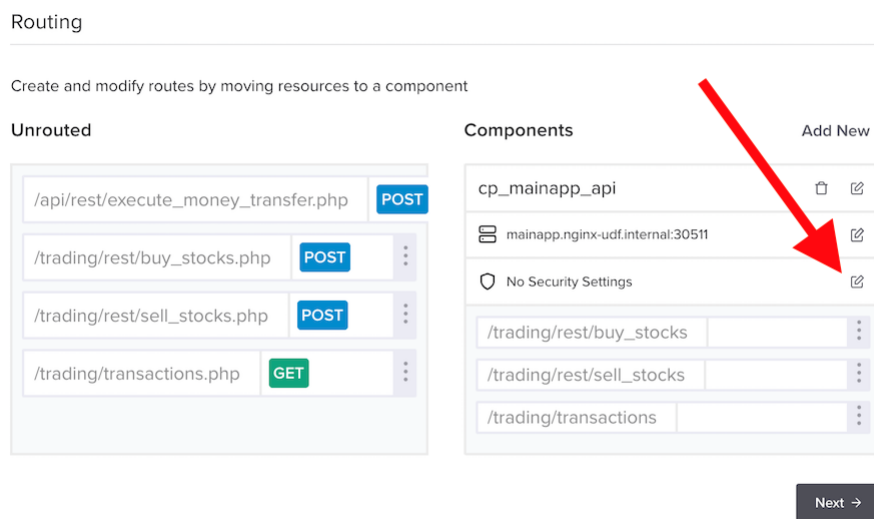 Routing
Create and modify routes by moving resources to a component
Unrouted
/api/rest/execute_money_transfer.php POST
/trading/rest/buy_stocks.php POST
/trading/rest/sell_stocks.php POST
/trading/transactions.php GET
Components Add New
cp_mainapp_api
mainapp.nginx-udf.internal:30511
No Security Settings
/trading/rest/buy_stocks
/trading/rest/sell_stocks
/trading/transactions
Next →